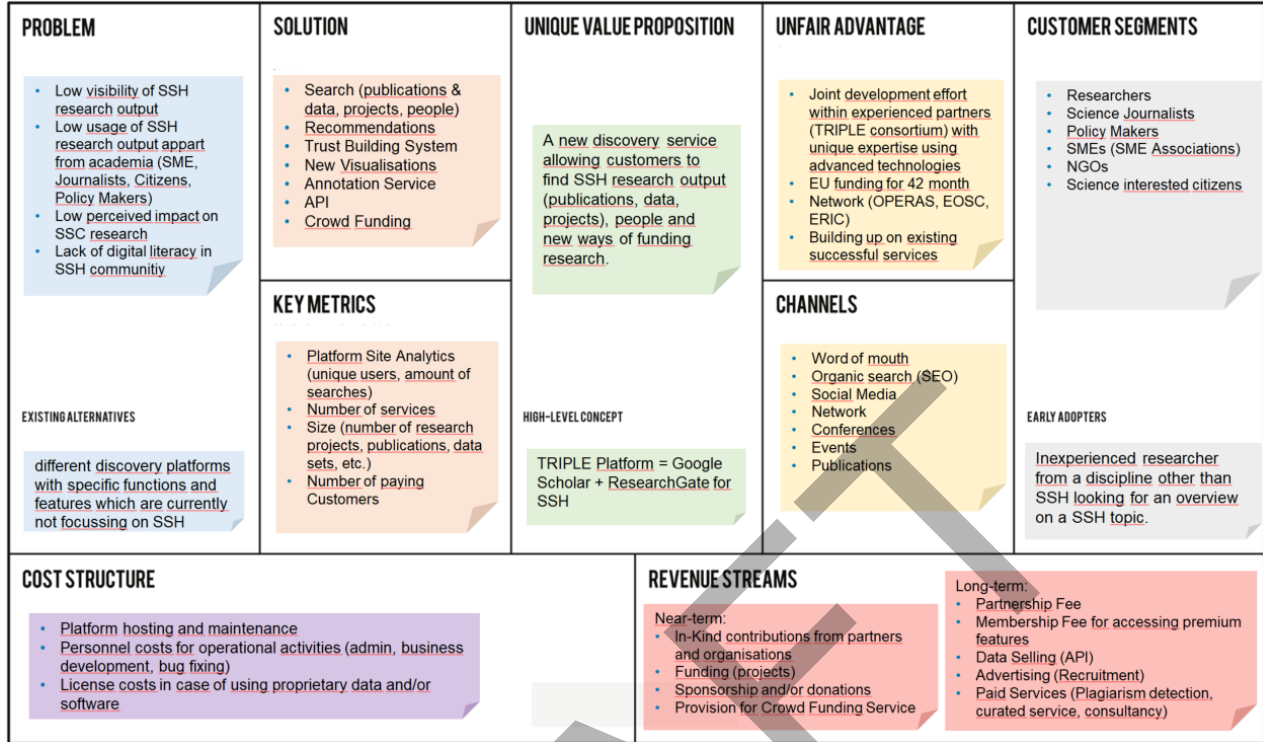 PROBLEM
• Low visibility of SSH
research output
• Low usage of SSH
research output appart
from academia (SME,
Journalists, Citizens,
Policy Makers)
• Low perceived impact on
SSC research
• Lack of digital literacy in
SSH communitiy
EXISTING ALTERNATIVES
different discovery platforms
with specific functions and
features which are currently
not focussing on SSH
SOLUTION
• Search (publications &
data, projects, people)
• Recommendations
• Trust Building System
• New Visualisations
• Annotation Service
• API
• Crowd Funding
KEY METRICS
• Platform Site Analytics
(unique users, amount of
searches)
• Number of services
• Size (number of research
projects, publications, data
sets, etc.)
• Number of paying
Customers
UNIQUE VALUE PROPOSITION
A new discovery service
allowing customers to
find SSH research output
(publications, data,
projects), people and
new ways of funding
research.
HIGH-LEVEL CONCEPT
TRIPLE Platform = Google
Scholar + ResearchGate for
SSH
UNFAIR ADVANTAGE
• Joint development effort
within experienced partners
(TRIPLE consortium) with
unique expertise using
advanced technologies
• EU funding for 42 month
• Network (OPERAS, EOSC,
ERIC)
• Building up on existing
successful services
CHANNELS
• Word of mouth
• Organic search (SEO)
• Social Media
• Network
• Conferences
• Events
• Publications
CUSTOMER SEGMENTS
• Researchers
• Science Journalists
• Policy Makers
• SMEs (SME Associations)
• NGOs
• Science interested citizens
EARLY ADOPTERS
Inexperienced researcher
from a discipline other than
SSH looking for an overview
on a SSH topic.
COST STRUCTURE
• Platform hosting and maintenance
• Personnel costs for operational activities (admin, business
development, bug fixing)
• License costs in case of using proprietary data and/or
software
REVENUE STREAMS
Near-term:
• In-Kind contributions from partners
and organisations
• Funding (projects)
• Sponsorship and/or donations
• Provision for Crowd Funding Service
Long-term:
• Partnership Fee
• Membership Fee for accessing premium
features
• Data Selling (API)
• Advertising (Recruitment)
• Paid Services (Plagiarism detection,
curated service, consultancy)